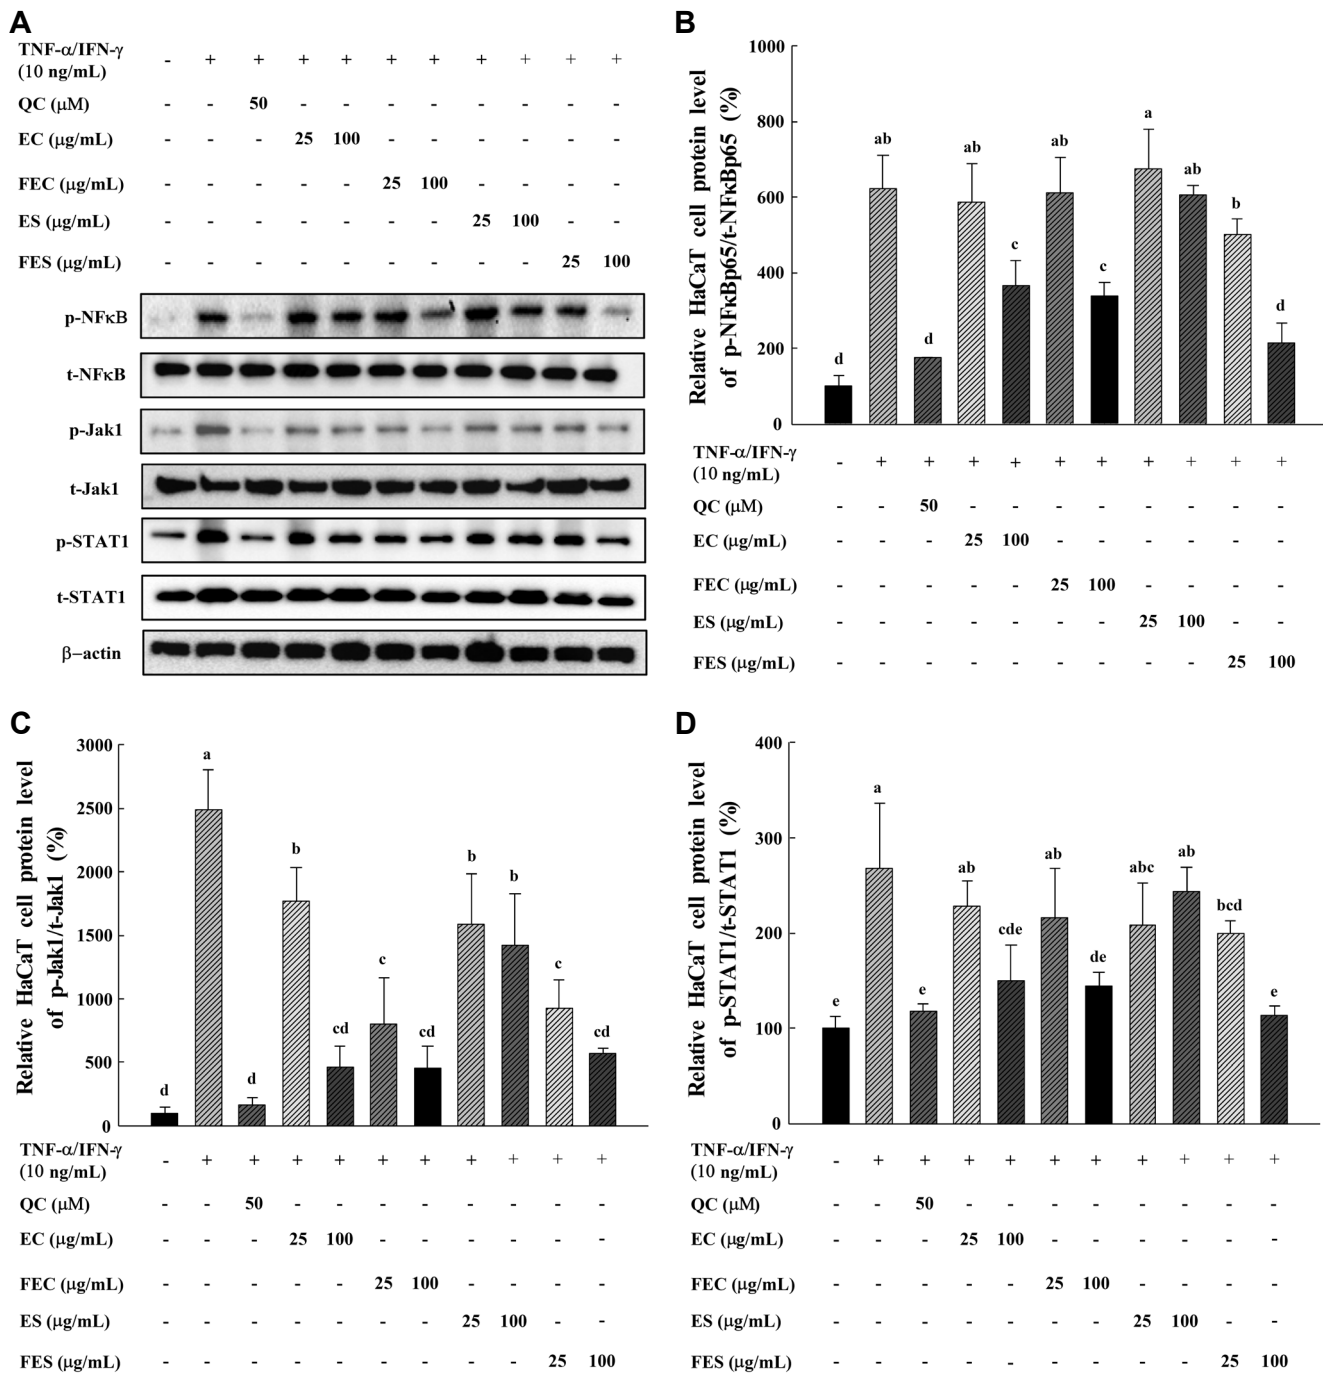 A
TNF-α/IFN-γ
(10 ng/mL) - + + + + + + + + + +
QC (μM) - - 50 - - - - - - - -
EC (μg/mL) - - - 25 100 - - - - - -
FEC (μg/mL) - - - - - 25 100 - - - -
ES (μg/mL) - - - - - - - 25 100 - -
FES (μg/mL) - - - - - - - - - 25 100
p-NFκB
t-NFκB
p-Jak1
t-Jak1
p-STAT1
t-STAT1
β–actin
B
Relative HaCaT cell protein level
of p-NFκBp65/t-NFκBp65 (%)
1000
800
600
400
200
0
d ab d ab c ab c a ab b d
TNF-α/IFN-γ
(10 ng/mL) - + + + + + + + + + +
QC (μM) - - 50 - - - - - - - -
EC (μg/mL) - - - 25 100 - - - - - -
FEC (μg/mL) - - - - - 25 100 - - - -
ES (μg/mL) - - - - - - - 25 100 - -
FES (μg/mL) - - - - - - - - - 25 100
C
Relative HaCaT cell protein level
of p-Jak1/t-Jak1 (%)
3000
2500
2000
1500
1000
500
0
d a d b cd c cd b b c cd
TNF-α/IFN-γ
(10 ng/mL) - + + + + + + + + + +
QC (μM) - - 50 - - - - - - - -
EC (μg/mL) - - - 25 100 - - - - - -
FEC (μg/mL) - - - - - 25 100 - - - -
ES (μg/mL) - - - - - - - 25 100 - -
FES (μg/mL) - - - - - - - - - 25 100
D
Relative HaCaT cell protein level
of p-STAT1/t-STAT1 (%)
400
300
200
100
0
e a e ab cde ab de abc ab bcd e
TNF-α/IFN-γ
(10 ng/mL) - + + + + + + + + + +
QC (μM) - - 50 - - - - - - - -
EC (μg/mL) - - - 25 100 - - - - - -
FEC (μg/mL) - - - - - 25 100 - - - -
ES (μg/mL) - - - - - - - 25 100 - -
FES (μg/mL) - - - - - - - - - 25 100